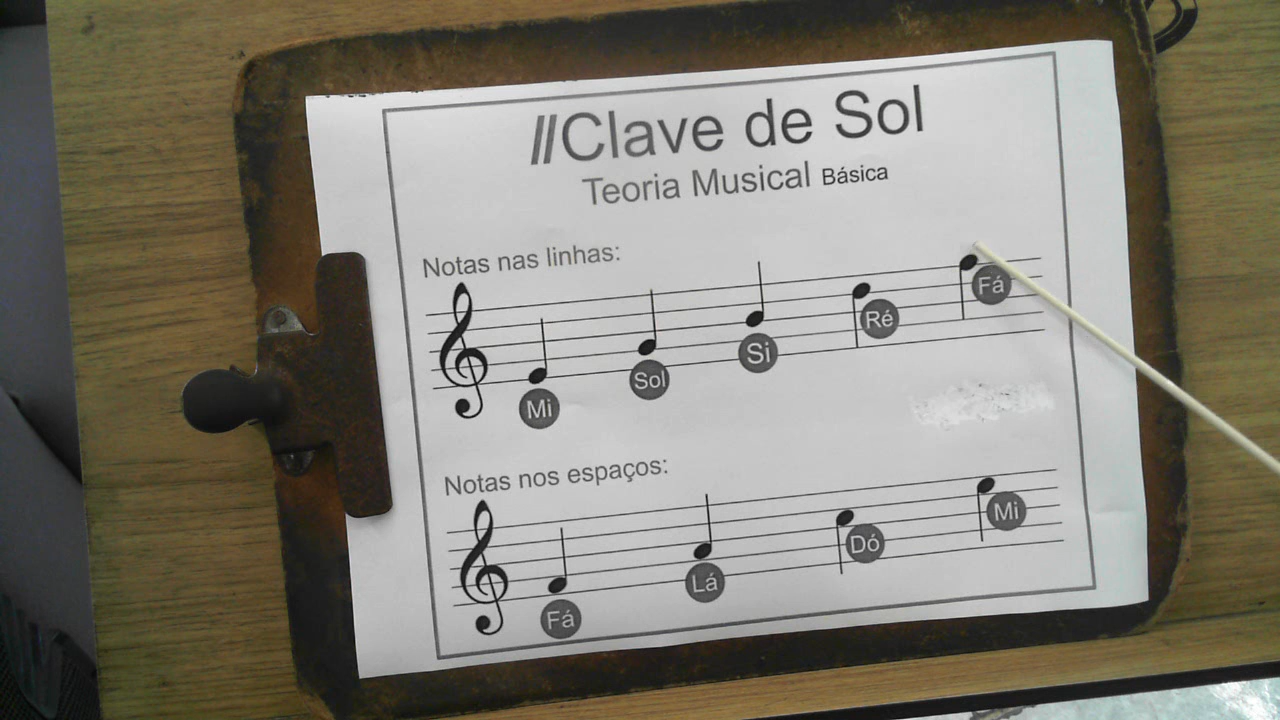 Clave de Sol
Teoria Musical Básica
Notas nas linhas:
Mi Sol Si Ré Fá
Notas nos espaços:
Fá Lá Dó Mi